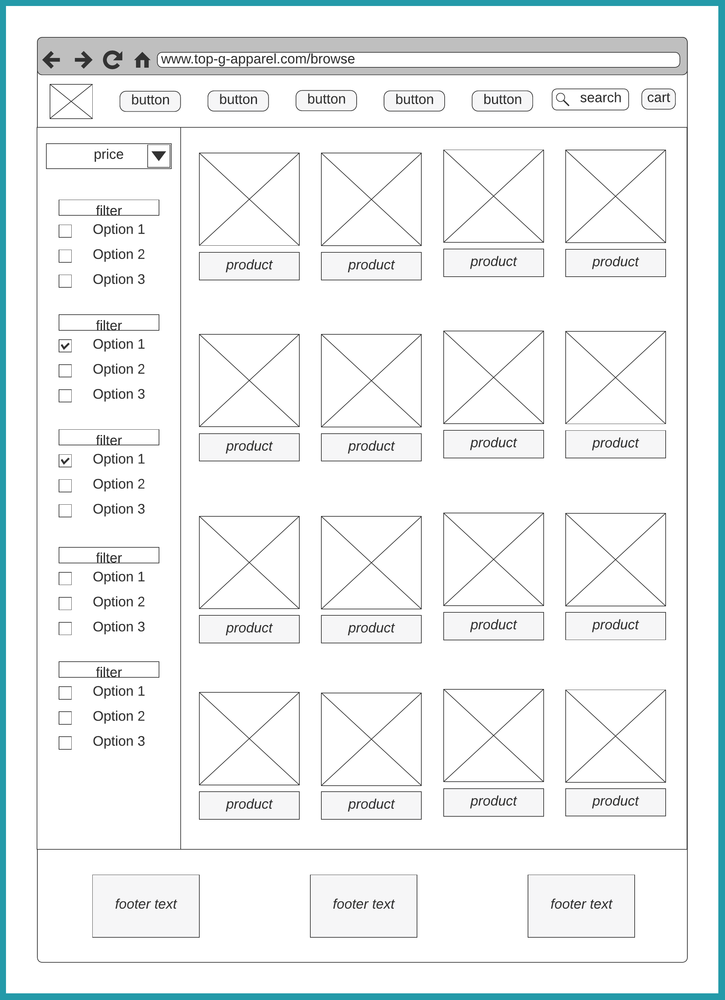 www.top-g-apparel.com/browse
button button button button button search cart
price
filter
Option 1
Option 2
Option 3
filter
Option 1
Option 2
Option 3
filter
Option 1
Option 2
Option 3
filter
Option 1
Option 2
Option 3
filter
Option 1
Option 2
Option 3
product product product product
product product product product
product product product product
product product product product
footer text footer text footer text